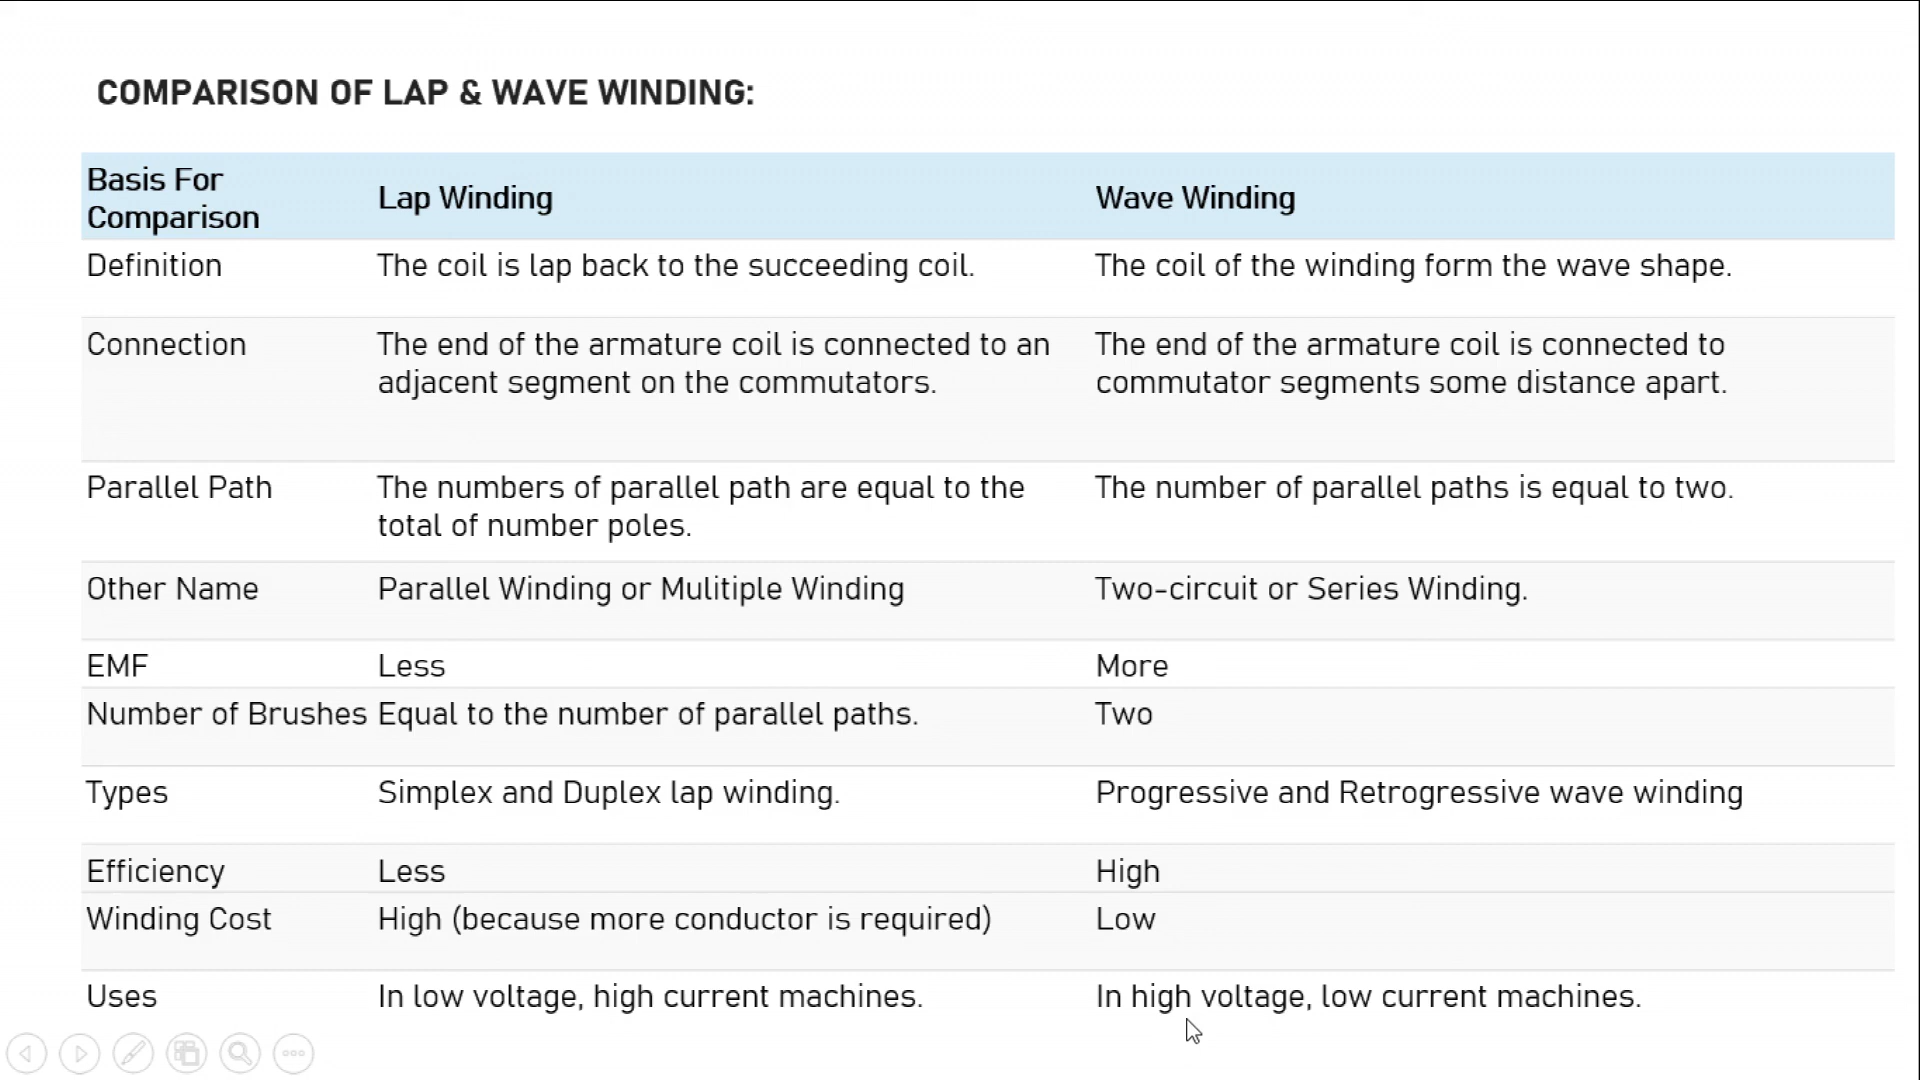 COMPARISON OF LAP & WAVE WINDING:
Basis For
Comparison
Lap Winding
Wave Winding
Definition
The coil is lap back to the succeeding coil.
The coil of the winding form the wave shape.
Connection
The end of the armature coil is connected to an
adjacent segment on the commutators.
The end of the armature coil is connected to
commutator segments some distance apart.
Parallel Path
The numbers of parallel path are equal to the
total of number poles.
The number of parallel paths is equal to two.
Other Name
Parallel Winding or Mulitiple Winding
Two-circuit or Series Winding.
EMF
Less
More
Number of Brushes
Equal to the number of parallel paths.
Two
Types
Simplex and Duplex lap winding.
Progressive and Retrogressive wave winding
Efficiency
Less
High
Winding Cost
High (because more conductor is required)
Low
Uses
In low voltage, high current machines.
In high voltage, low current machines.